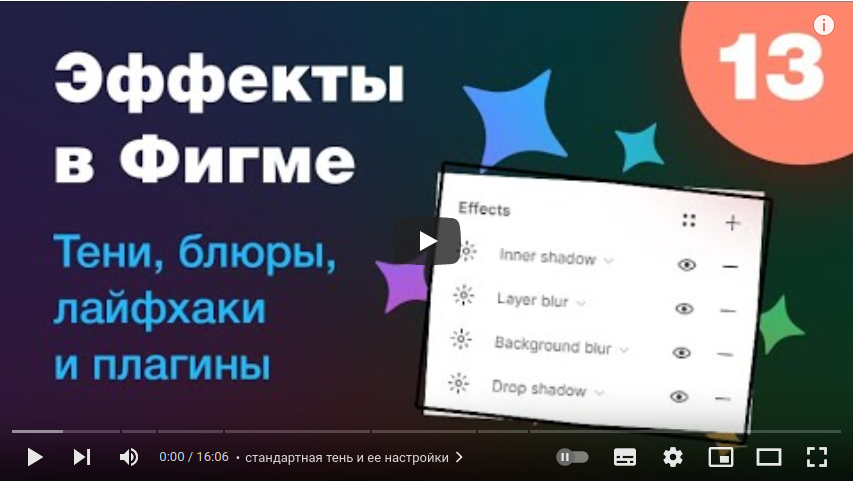 Эффекты
в Фигме
13
Тени, блюры,
лайфхаки
и плагины
Effects
Inner shadow
Layer blur
Background blur
Drop shadow
0:00 / 16:06 • стандартная тень и ее настройки